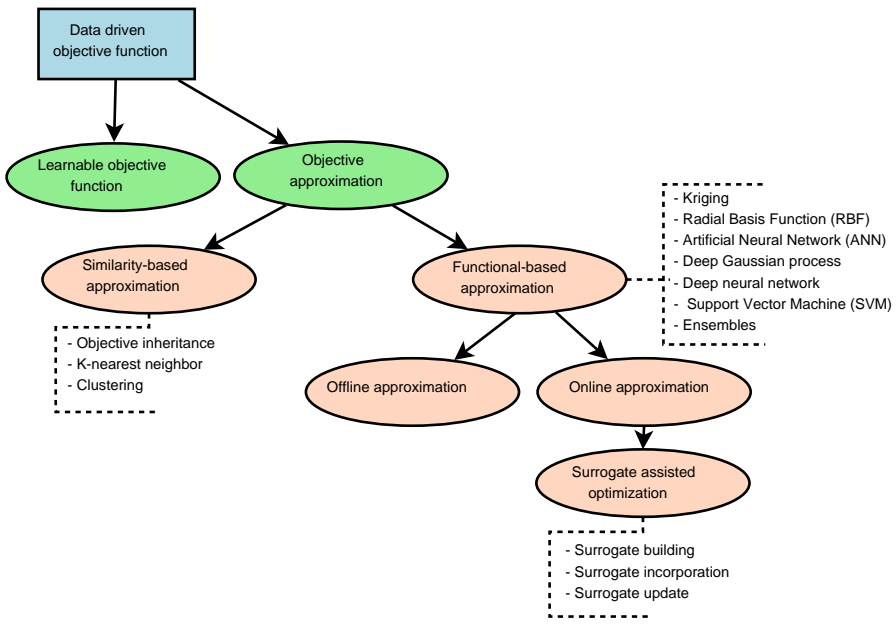 Data driven
objective function
Learnable objective
function
Objective
approximation
Similarity-based
approximation
- Objective inheritance
- K-nearest neighbor
- Clustering
Functional-based
approximation
- Kriging
- Radial Basis Function (RBF)
- Artificial Neural Network (ANN)
- Deep Gaussian process
- Deep neural network
- Support Vector Machine (SVM)
- Ensembles
Offline approximation
Online approximation
Surrogate assisted
optimization
- Surrogate building
- Surrogate incorporation
- Surrogate update